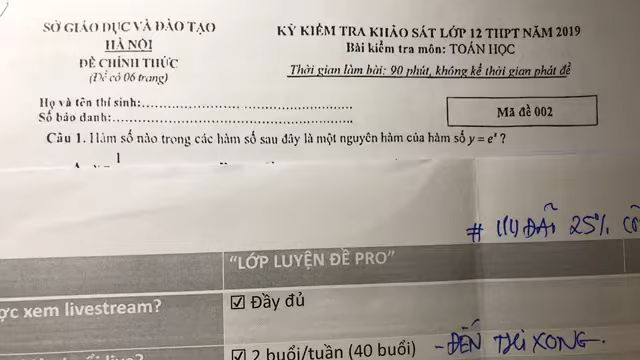 SỞ GIÁO DỤC VÀ ĐÀO TẠO
HÀ NỘI
ĐỀ CHÍNH THỨC
(Đề có 06 trang)
KỲ KIỂM TRA KHẢO SÁT LỚP 12 THPT NĂM 2019
Bài kiểm tra môn: TOÁN HỌC
Thời gian làm bài: 90 phút, không kể thời gian phát đề
Họ và tên thí sinh:
Số báo danh:
Mã đề 002
Câu 1. Hàm số nào trong các hàm số sau đây là một nguyên hàm của hàm số y = eˣ ?
# ƯU ĐÃI 25%
"LỚP LUYỆN ĐỀ PRO"
ợc xem livestream?
☑ Đầy đủ
☑ 2 buổi/tuần (40 buổi)
- ĐẾN THI XONG.